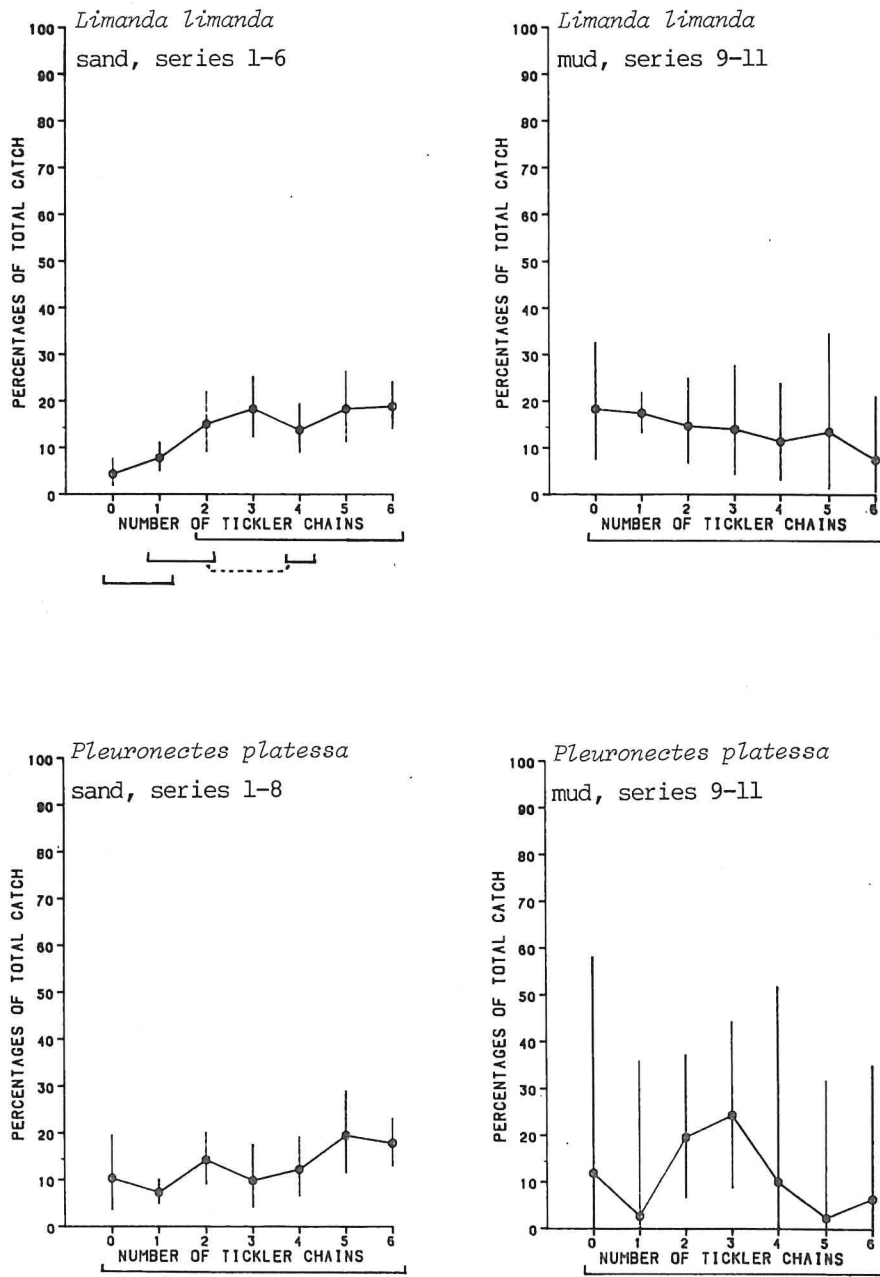 Limanda limanda
sand, series 1-6
100
90
80
70
60
50
40
30
20
10
0
PERCENTAGES OF TOTAL CATCH
0 1 2 3 4 5 6
NUMBER OF TICKLER CHAINS
Limanda limanda
mud, series 9-11
100
90
80
70
60
50
40
30
20
10
0
PERCENTAGES OF TOTAL CATCH
0 1 2 3 4 5 6
NUMBER OF TICKLER CHAINS
Pleuronectes platessa
sand, series 1-8
100
90
80
70
60
50
40
30
20
10
0
PERCENTAGES OF TOTAL CATCH
0 1 2 3 4 5 6
NUMBER OF TICKLER CHAINS
Pleuronectes platessa
mud, series 9-11
100
90
80
70
60
50
40
30
20
10
0
PERCENTAGES OF TOTAL CATCH
0 1 2 3 4 5 6
NUMBER OF TICKLER CHAINS